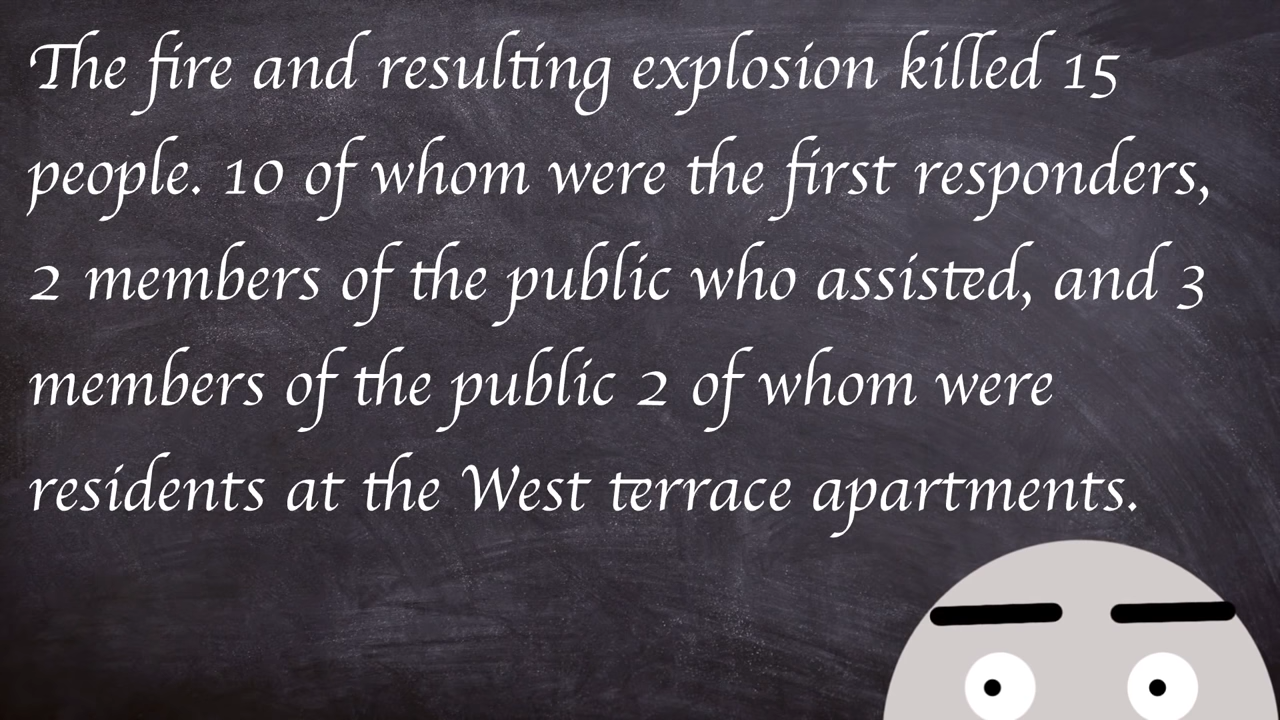 The fire and resulting explosion killed 15
people. 10 of whom were the first responders,
2 members of the public who assisted, and 3
members of the public 2 of whom were
residents at the West terrace apartments.